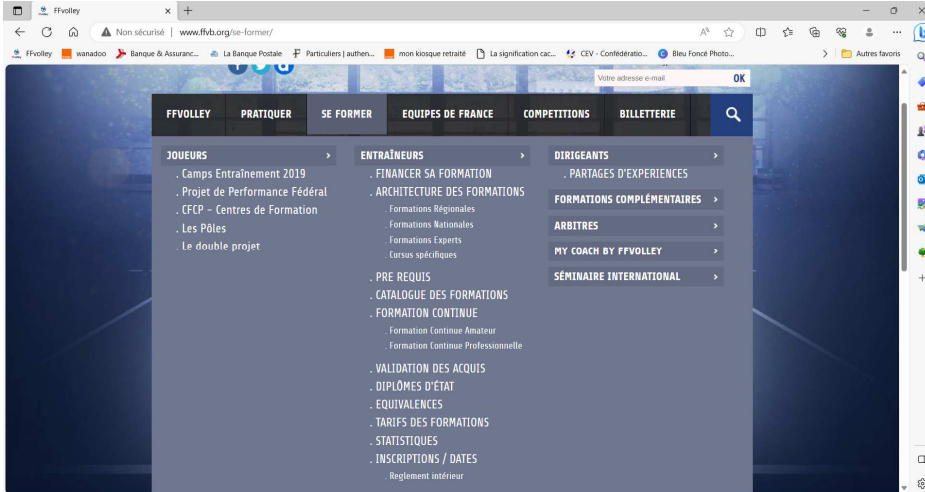 FFvolley
Non sécurisé | www.ffvb.org/se-former/
FFvolley wanadoo Banque & Assuranc... La Banque Postale Particuliers | authen... mon kiosque retraité La signification cac... CEV - Confédératio... Bleu Foncé Photo... Autres favoris
Votre adresse e-mail OK
FFVOLLEY PRATIQUER SE FORMER EQUIPES DE FRANCE COMPETITIONS BILLETTERIE
JOUEURS >
. Camps Entraînement 2019
. Projet de Performance Fédéral
. CFCP - Centres de Formation
. Les Pôles
. Le double projet
ENTRAÎNEURS >
. FINANCER SA FORMATION
. ARCHITECTURE DES FORMATIONS
. Formations Régionales
. Formations Nationales
. Formations Experts
. Cursus spécifiques
. PRE REQUIS
. CATALOGUE DES FORMATIONS
. FORMATION CONTINUE
. Formation Continue Amateur
. Formation Continue Professionnelle
. VALIDATION DES ACQUIS
. DIPLÔMES D'ÉTAT
. EQUIVALENCES
. TARIFS DES FORMATIONS
. STATISTIQUES
. INSCRIPTIONS / DATES
. Reglement intérieur
DIRIGEANTS >
. PARTAGES D'EXPERIENCES
FORMATIONS COMPLÉMENTAIRES >
ARBITRES >
MY COACH BY FFVOLLEY >
SÉMINAIRE INTERNATIONAL >